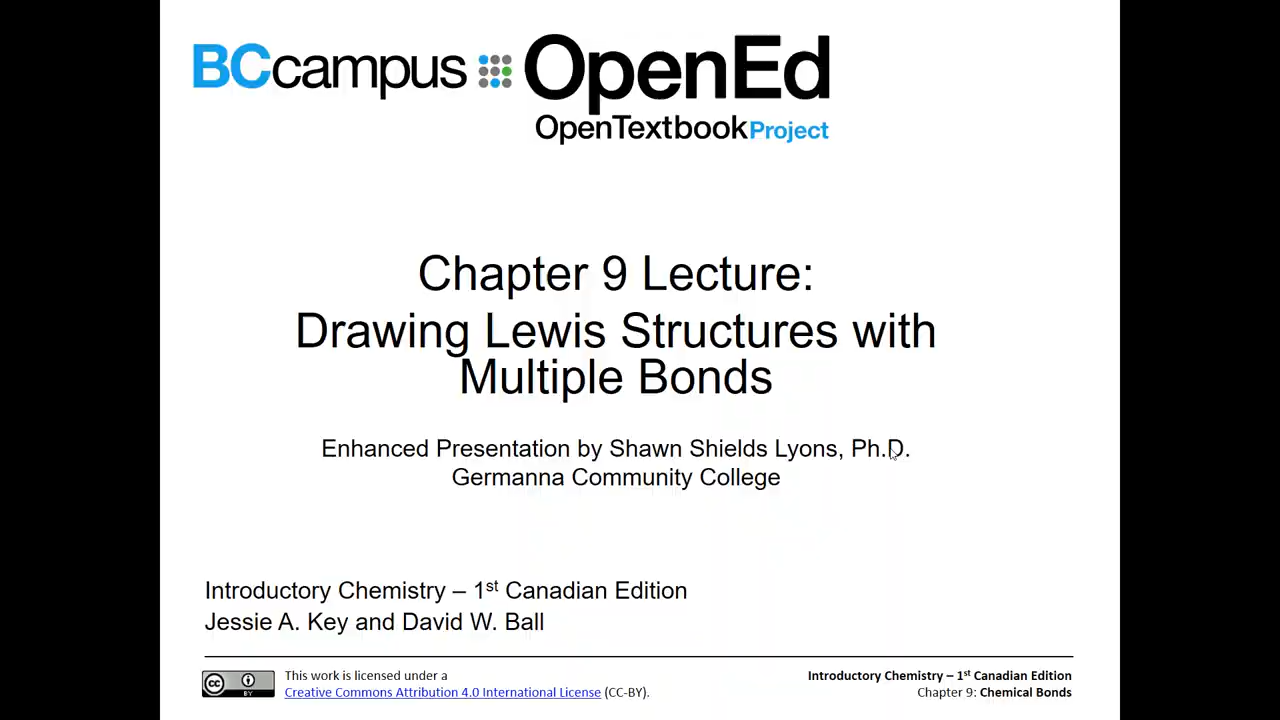 BCcampus OpenEd
OpenTextbookProject
Chapter 9 Lecture:
Drawing Lewis Structures with
Multiple Bonds
Enhanced Presentation by Shawn Shields Lyons, Ph.D.
Germanna Community College
Introductory Chemistry – 1st Canadian Edition
Jessie A. Key and David W. Ball
cc BY
This work is licensed under a
Creative Commons Attribution 4.0 International License (CC-BY).
Introductory Chemistry – 1st Canadian Edition
Chapter 9: Chemical Bonds